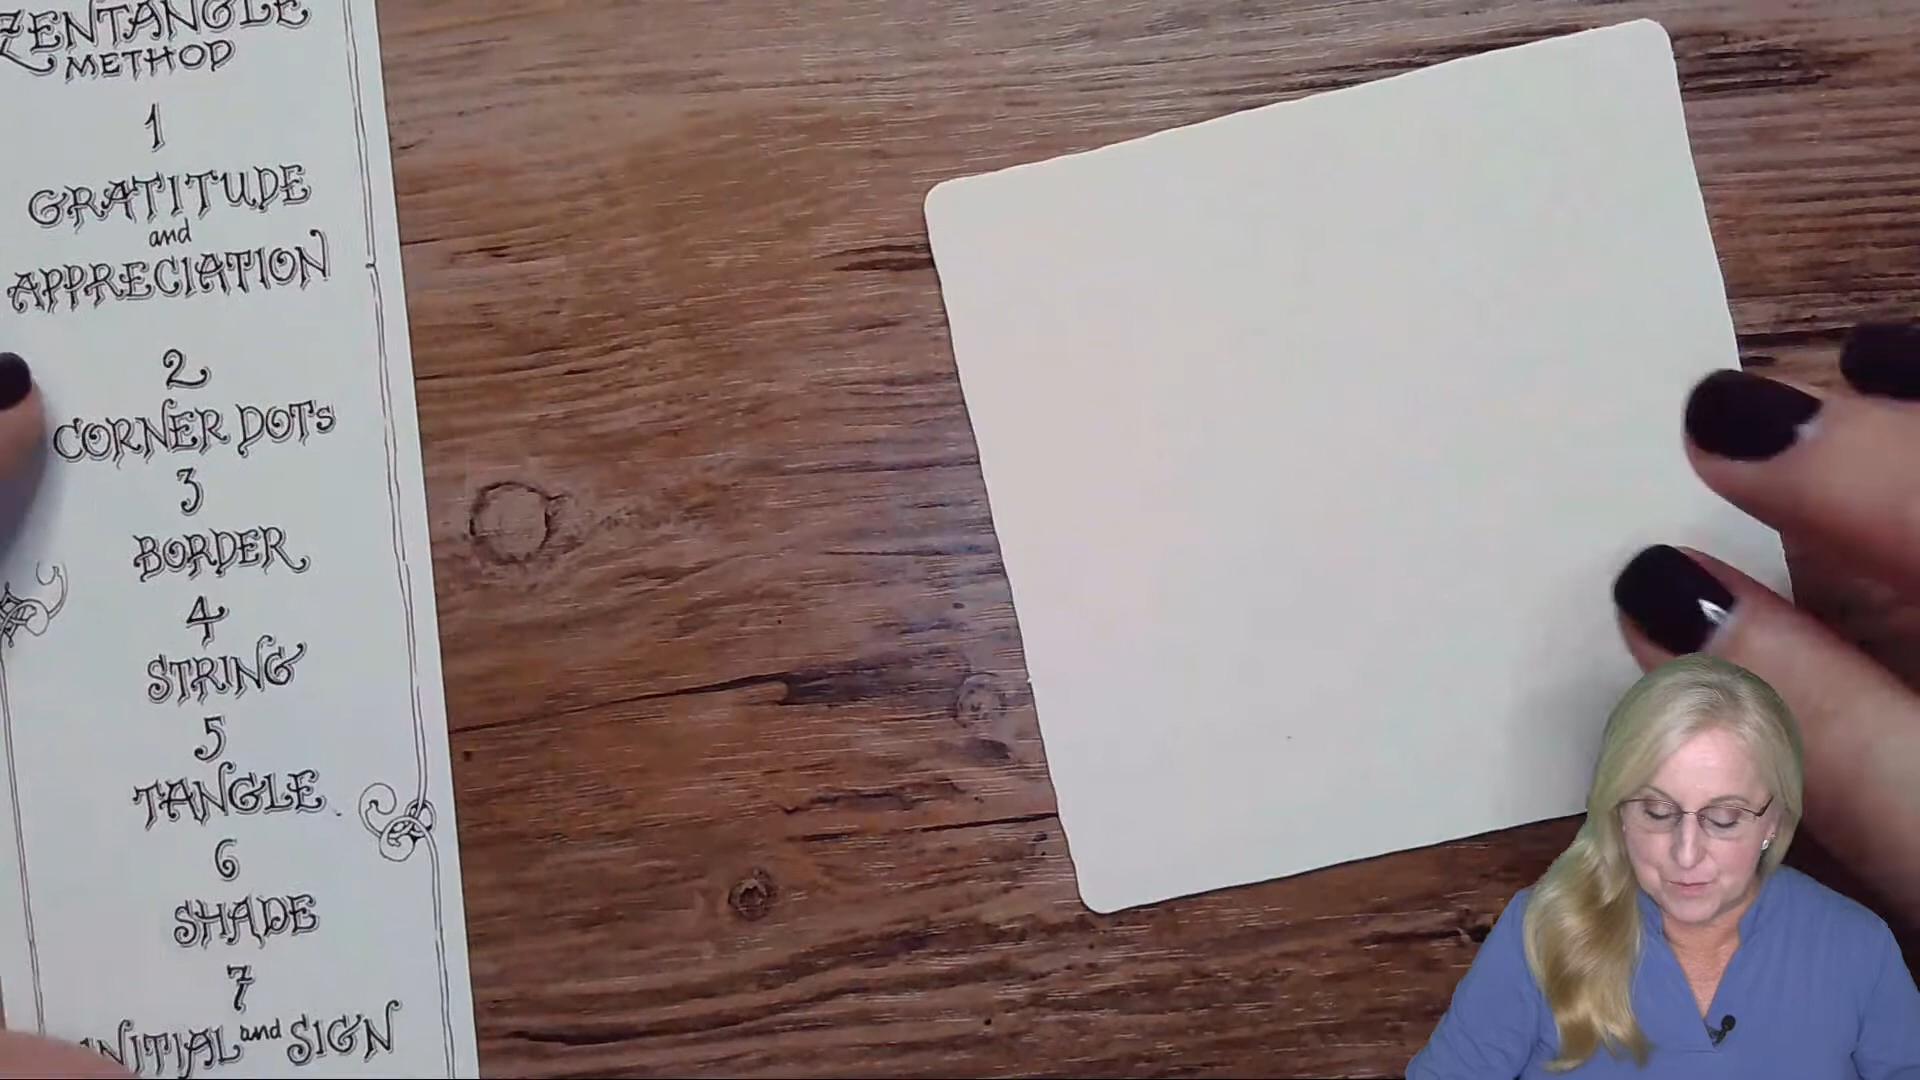 ZENTANGLE
METHOD
1
GRATITUDE
and
APPRECIATION
2
CORNER DOTs
3
BORDER
4
STRING
5
TANGLE
6
SHADE
7
INITIAL and SIGN